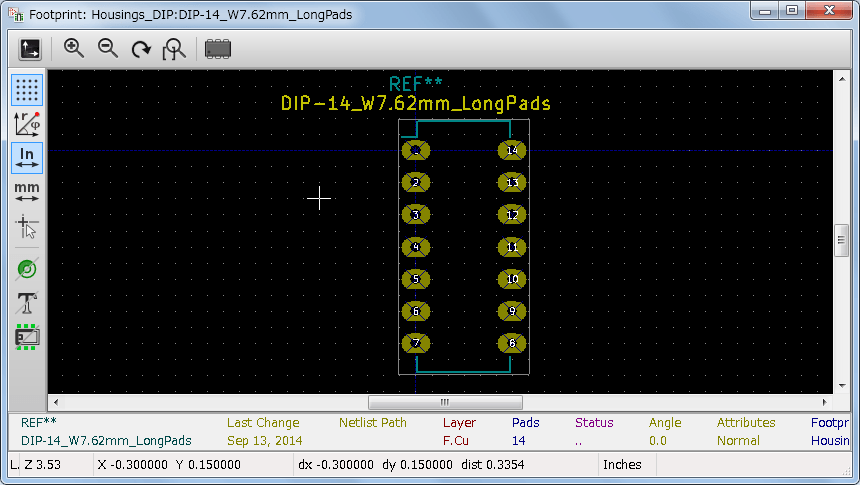 Footprint: Housings_DIP:DIP-14_W7.62mm_LongPads
REF**
DIP-14_W7.62mm_LongPads
1 14
2 13
3 12
4 11
5 10
6 9
7 8
r φ
In
mm
T
REF** Last Change Netlist Path Layer Pads Status Angle Attributes Footpr
DIP-14_W7.62mm_LongPads Sep 13, 2014 F.Cu 14 .. 0.0 Normal Housin
L. Z 3.53 X -0.300000 Y 0.150000 dx -0.300000 dy 0.150000 dist 0.3354 Inches